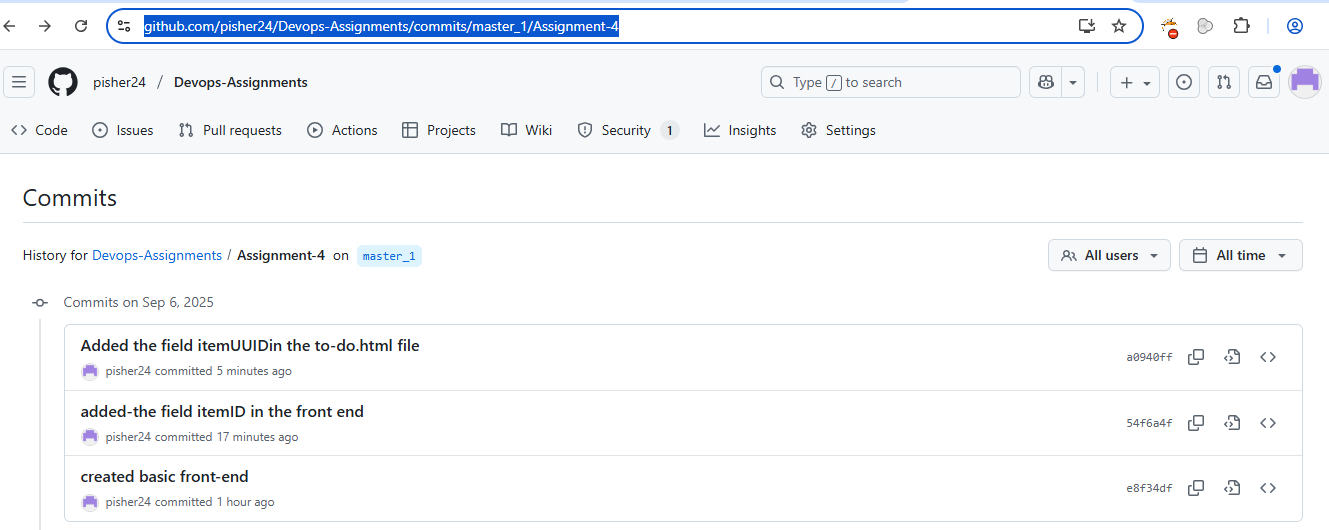 github.com/pisher24/Devops-Assignments/commits/master_1/Assignment-4
pisher24 / Devops-Assignments
Type / to search
Code Issues Pull requests Actions Projects Wiki Security 1 Insights Settings
Commits
History for Devops-Assignments / Assignment-4 on master_1
All users All time
Commits on Sep 6, 2025
Added the field itemUUIDin the to-do.html file
a0940ff
pisher24 committed 5 minutes ago
added-the field itemID in the front end
54f6a4f
pisher24 committed 17 minutes ago
created basic front-end
e8f34df
pisher24 committed 1 hour ago